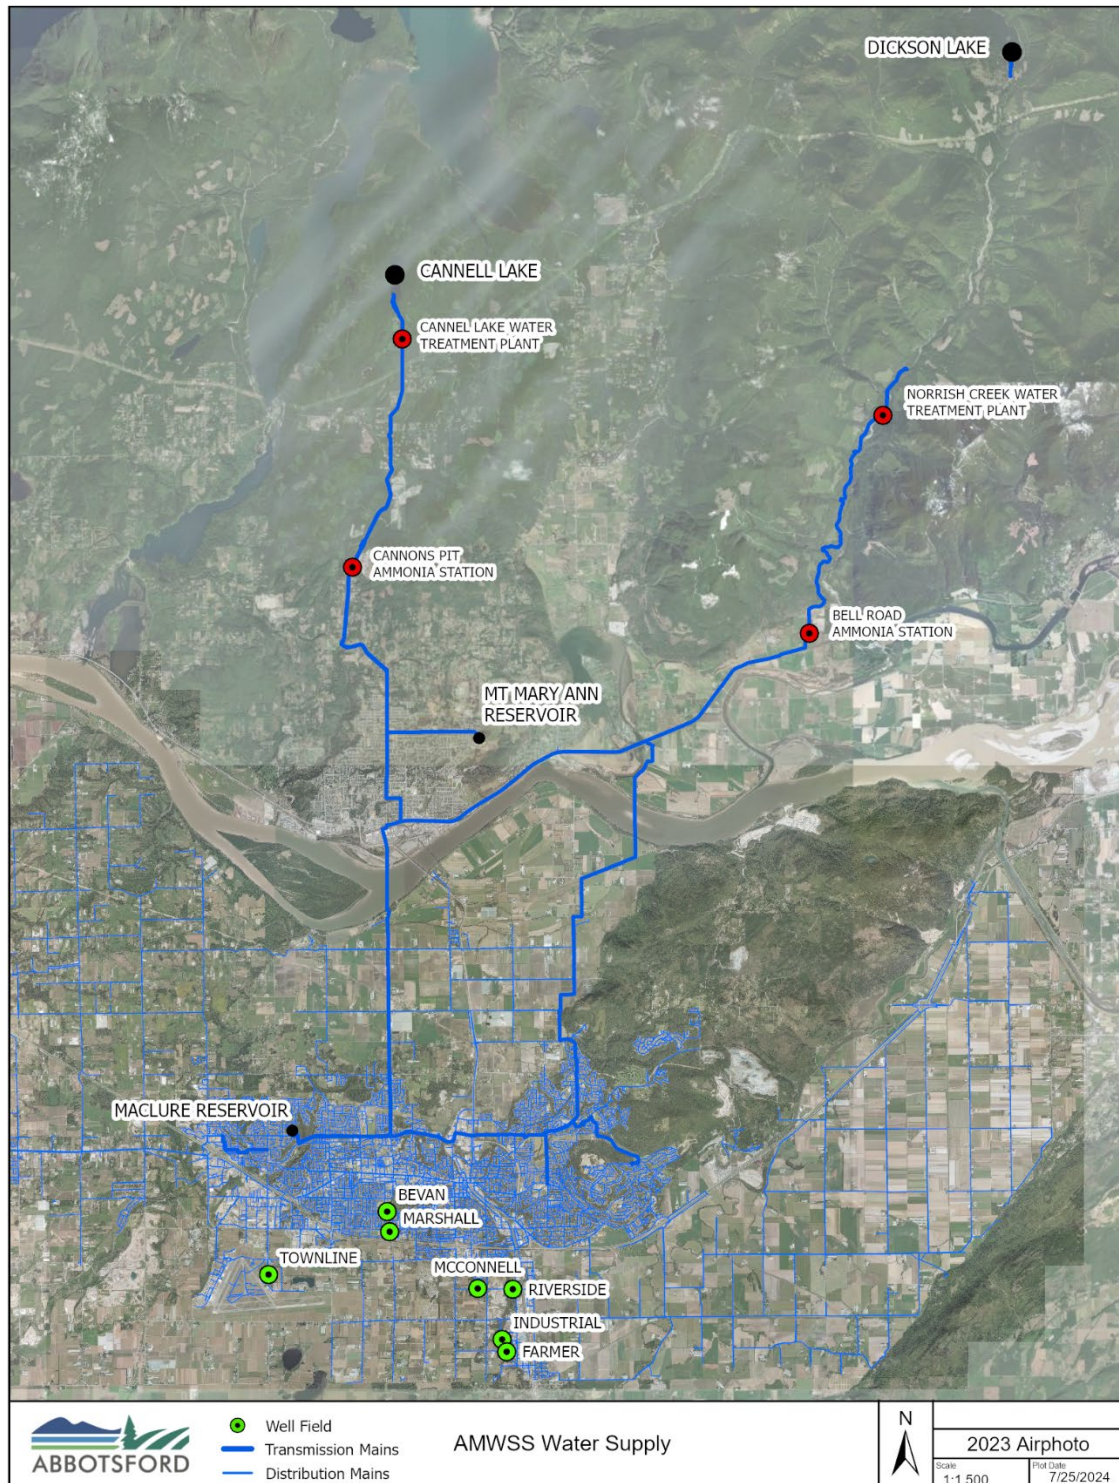 DICKSON LAKE
CANNELL LAKE
CANNEL LAKE WATER
TREATMENT PLANT
NORRISH CREEK WATER
TREATMENT PLANT
CANNONS PIT
AMMONIA STATION
BELL ROAD
AMMONIA STATION
MT MARY ANN
RESERVOIR
MACLURE RESERVOIR
BEVAN
MARSHALL
TOWNLINE
MCCONNELL
RIVERSIDE
INDUSTRIAL
FARMER
ABBOTSFORD
Well Field
Transmission Mains
Distribution Mains
AMWSS Water Supply
N
2023 Airphoto
Scale
1:1,500
Plot Date
7/25/2024